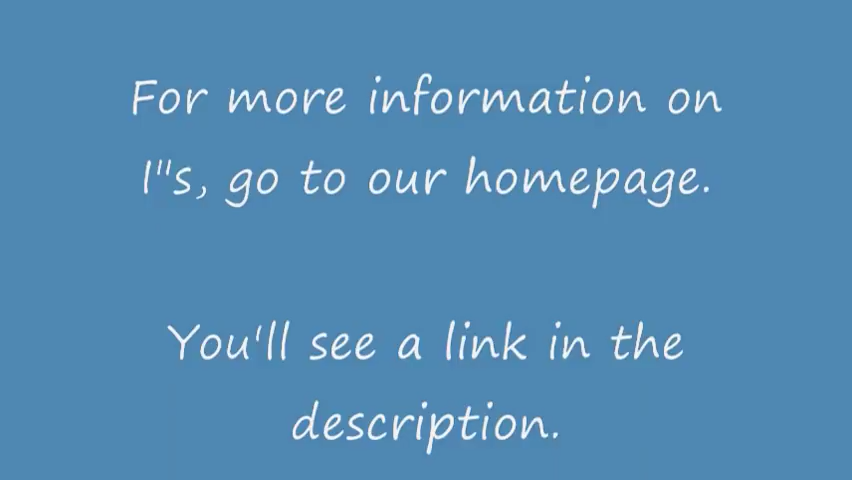 For more information on
I"s, go to our homepage.
You'll see a link in the
description.